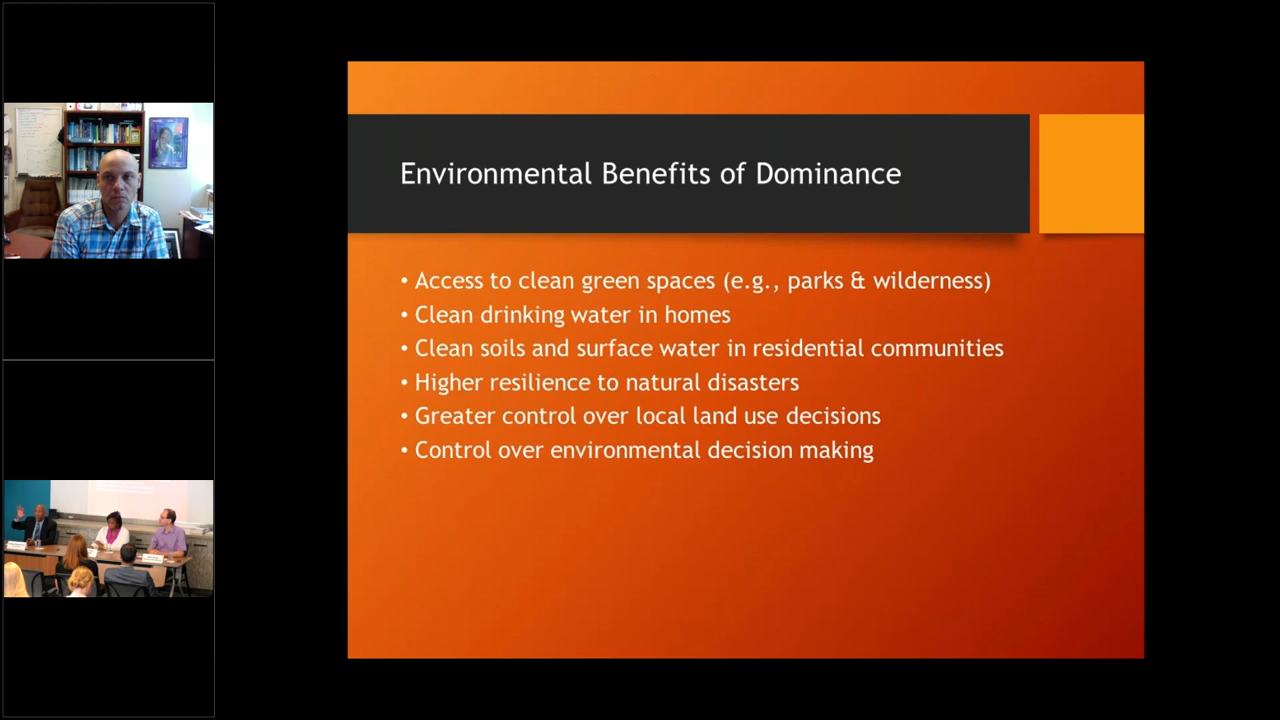 Environmental Benefits of Dominance
• Access to clean green spaces (e.g., parks & wilderness)
• Clean drinking water in homes
• Clean soils and surface water in residential communities
• Higher resilience to natural disasters
• Greater control over local land use decisions
• Control over environmental decision making